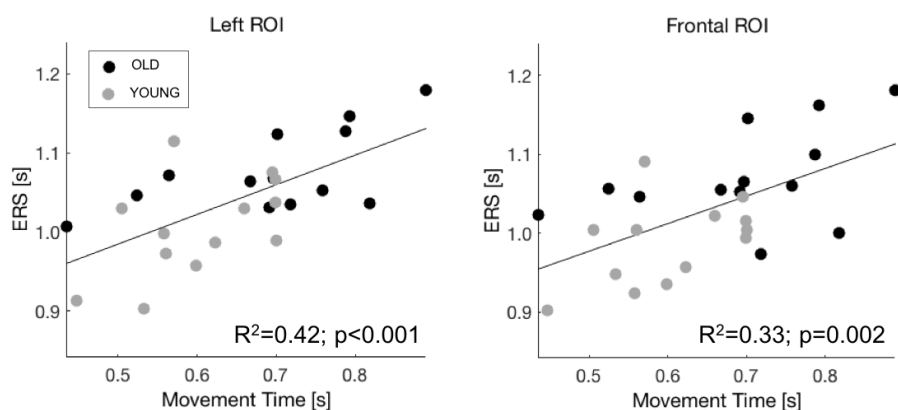 Left ROI
ERS [s]
1.2
1.1
1.0
0.9
OLD
YOUNG
R²=0.42; p<0.001
0.5 0.6 0.7 0.8
Movement Time [s]
Frontal ROI
ERS [s]
1.2
1.1
1.0
0.9
R²=0.33; p=0.002
0.5 0.6 0.7 0.8
Movement Time [s]